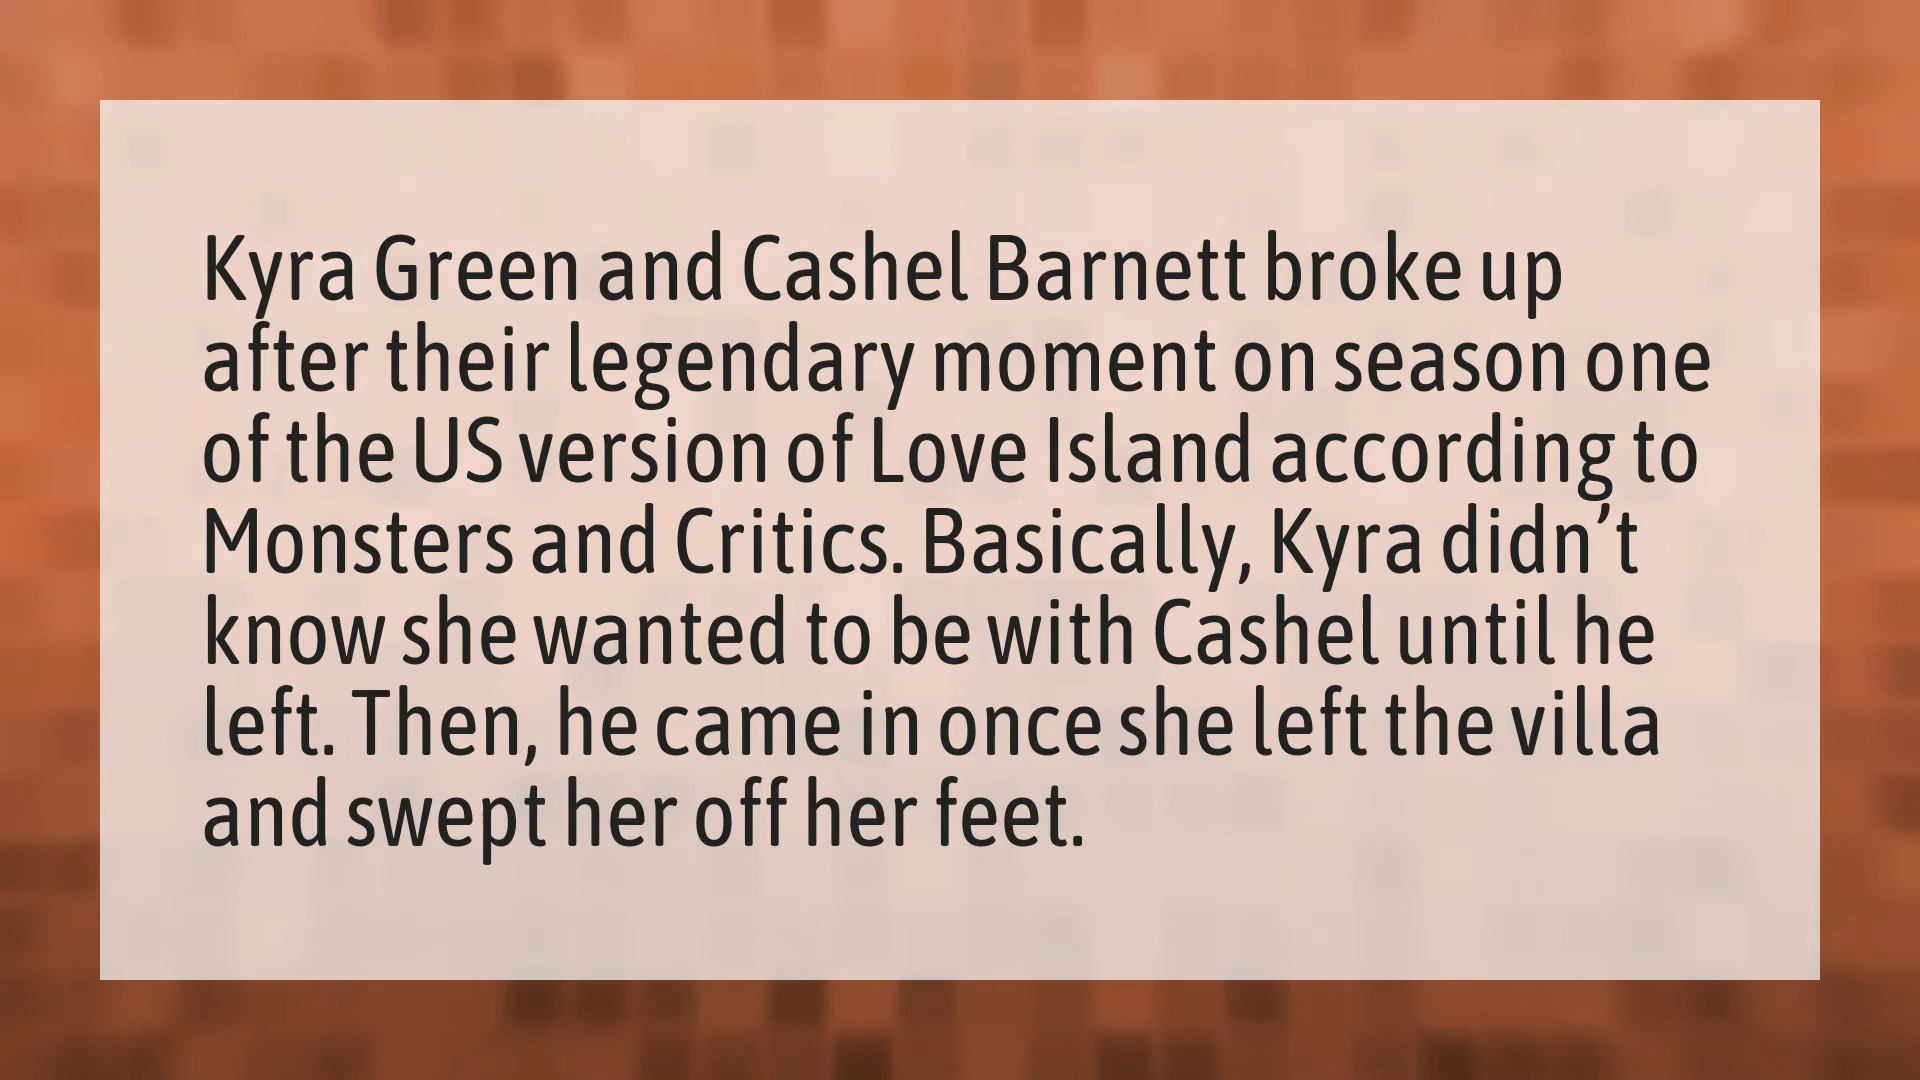 Kyra Green and Cashel Barnett broke up
after their legendary moment on season one
of the US version of Love Island according to
Monsters and Critics. Basically, Kyra didn’t
know she wanted to be with Cashel until he
left. Then, he came in once she left the villa
and swept her off her feet.